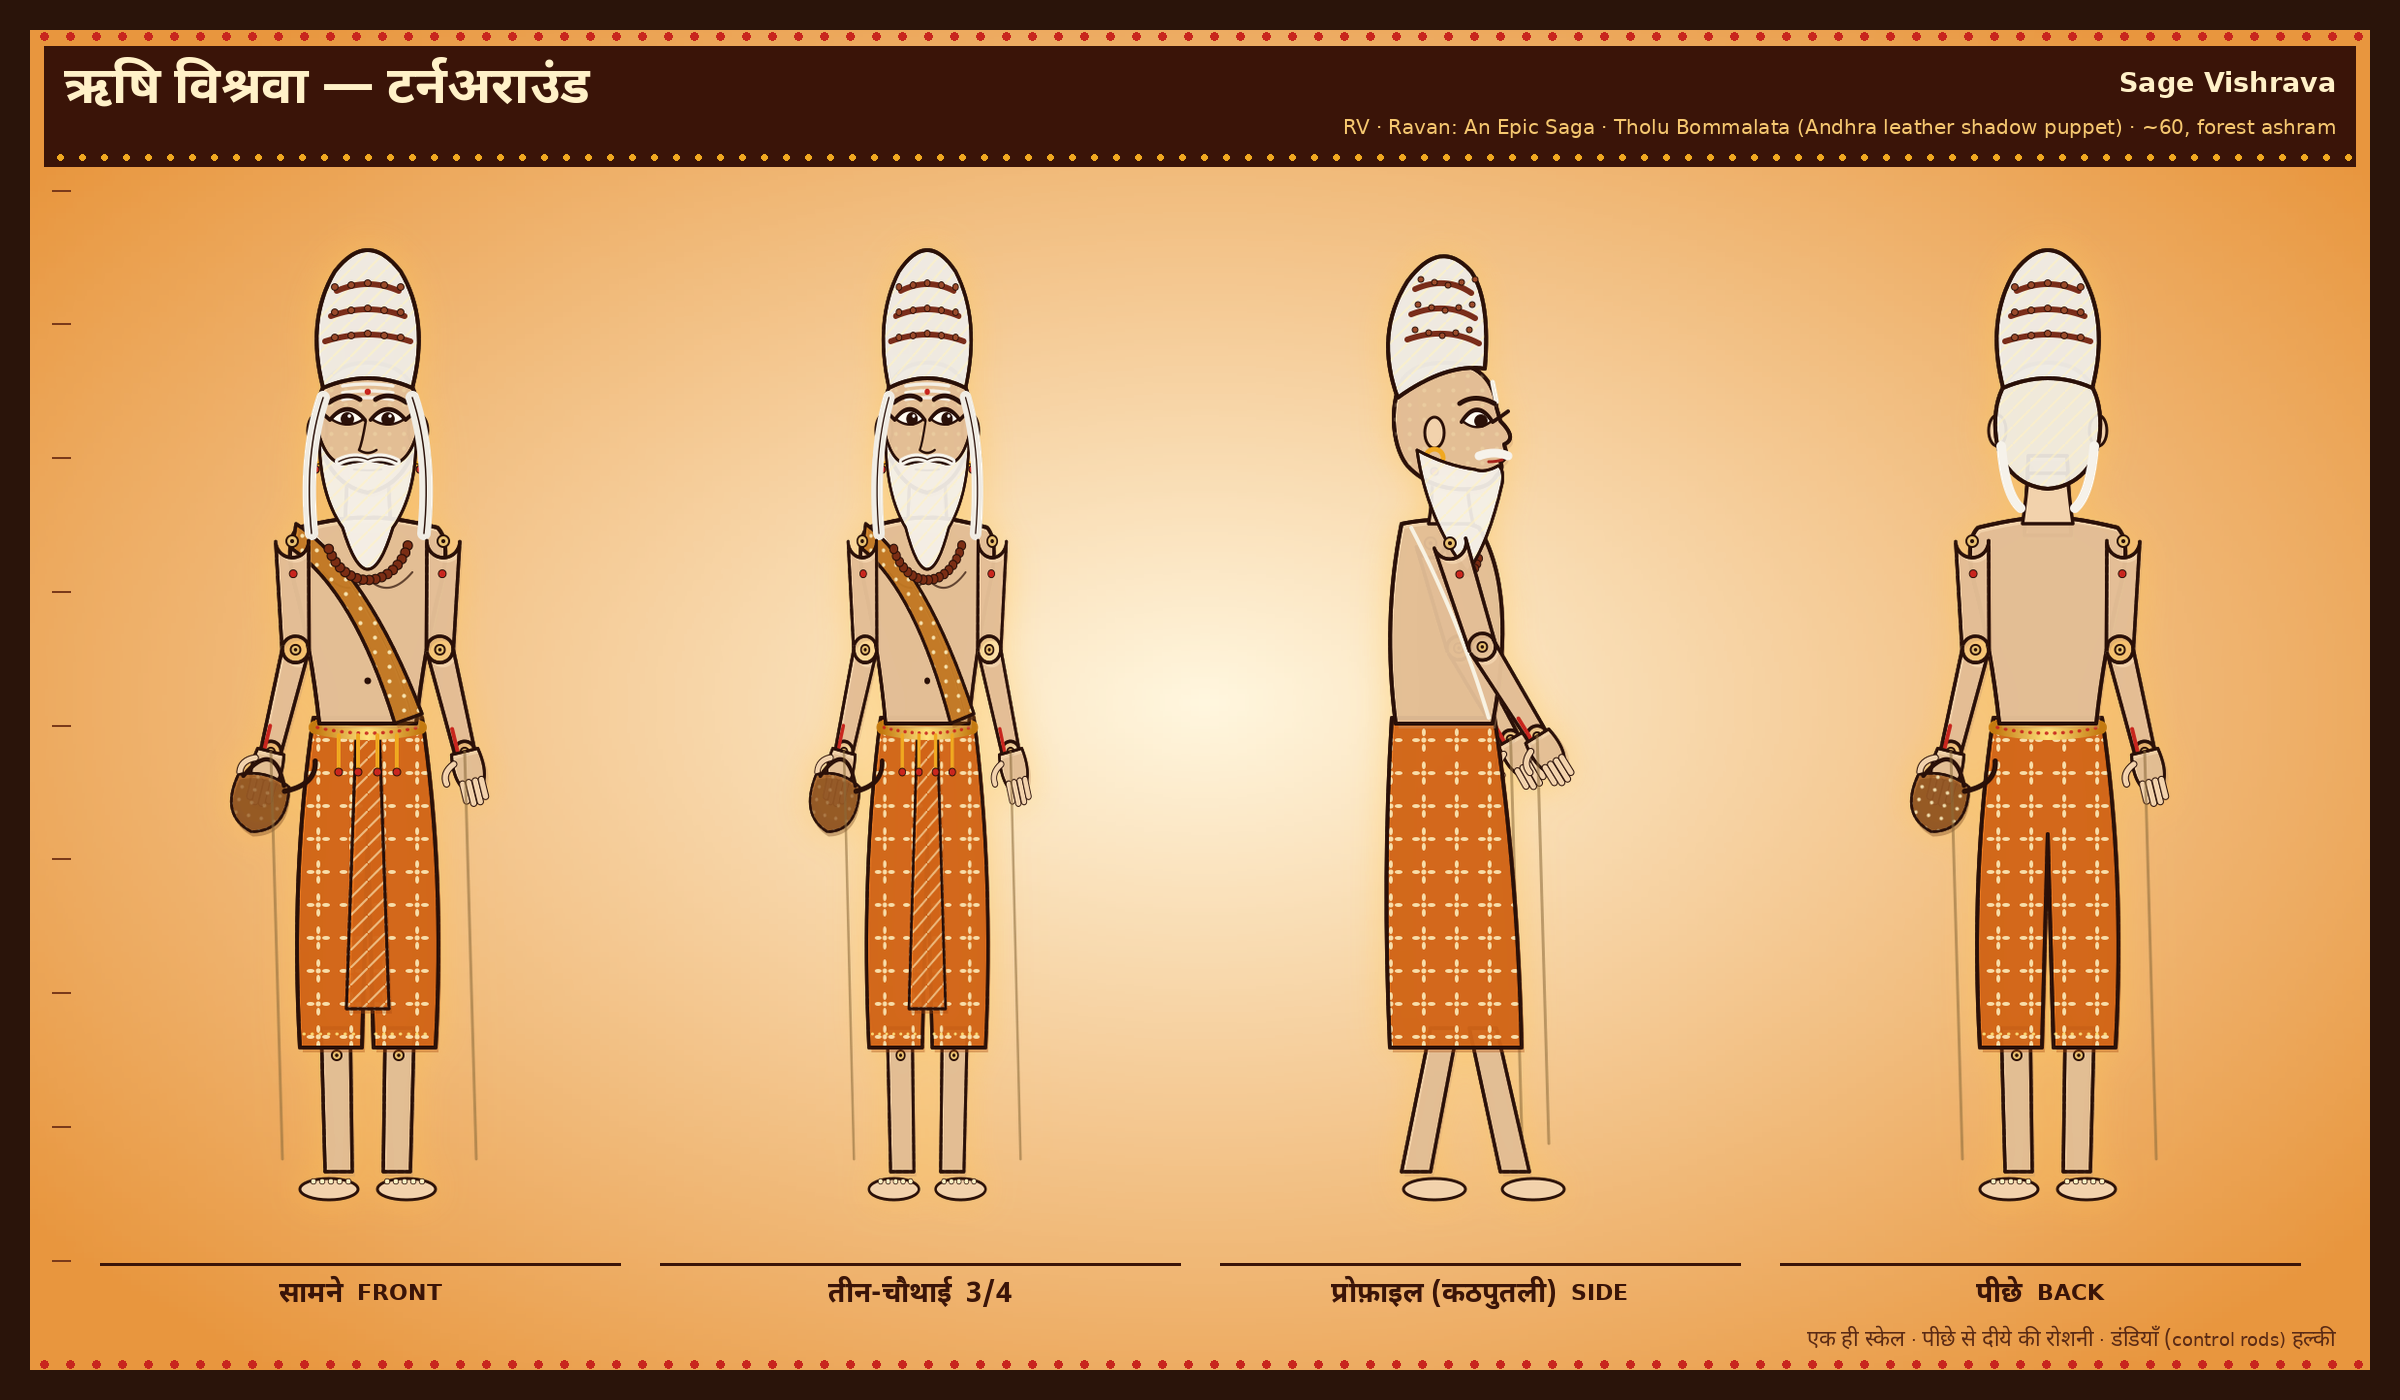 ऋषि विश्रवा — टर्नअराउंड
Sage Vishrava
RV · Ravan: An Epic Saga · Tholu Bommalata (Andhra leather shadow puppet) · ~60, forest ashram
सामने FRONT
तीन-चौथाई 3/4
प्रोफ़ाइल (कठपुतली) SIDE
पीछे BACK
एक ही स्केल · पीछे से दीये की रोशनी · डंडियाँ (control rods) हल्की